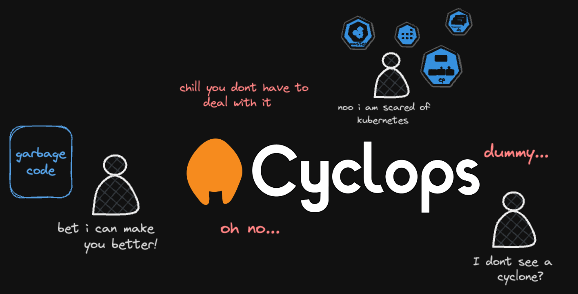 chill you dont have to
deal with it
noo i am scared of
kubernetes
garbage
code
Cyclops
dummy...
bet i can make
you better!
oh no...
I dont see a
cyclone?